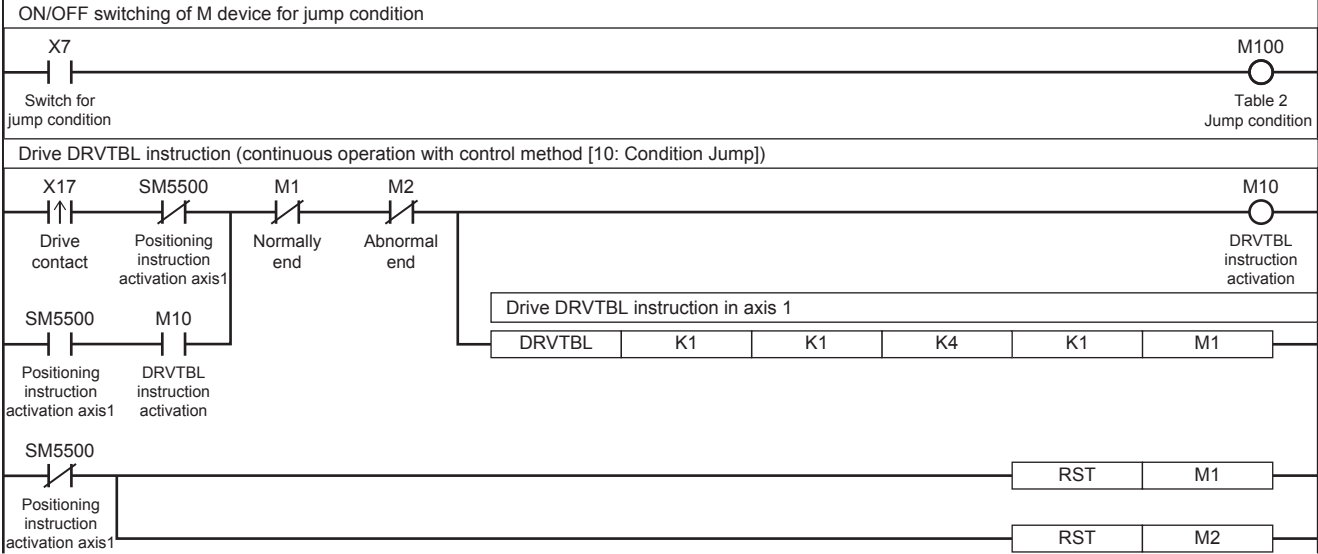 ON/OFF switching of M device for jump condition
X7
M100
Switch for
jump condition
Table 2
Jump condition
Drive DRVTBL instruction (continuous operation with control method [10: Condition Jump])
X17
SM5500
M1
M2
M10
Drive
contact
Positioning
instruction
activation axis1
Normally
end
Abnormal
end
DRVTBL
instruction
activation
Drive DRVTBL instruction in axis 1
SM5500
M10
DRVTBL K1 K1 K4 K1 M1
Positioning
instruction
activation axis1
DRVTBL
instruction
activation
SM5500
RST M1
Positioning
instruction
activation axis1
RST M2